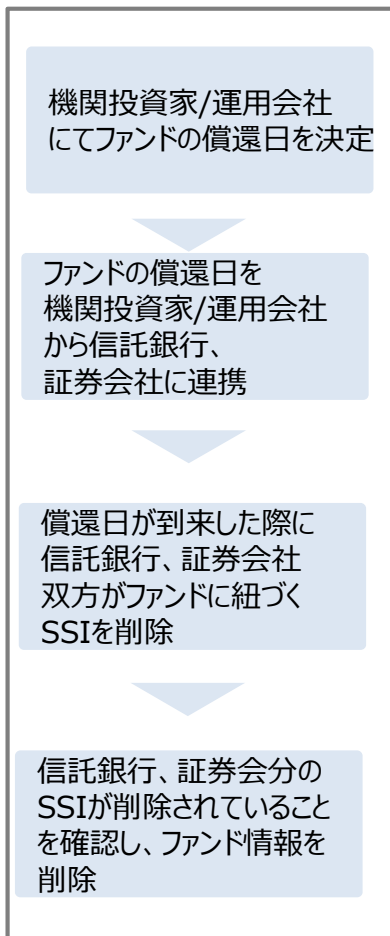 機関投資家/運用会社
にてファンドの償還日を決定
ファンドの償還日を
機関投資家/運用会社
から信託銀行、
証券会社に連携
償還日が到来した際に
信託銀行、証券会社
双方がファンドに紐づく
SSIを削除
信託銀行、証券会分の
SSIが削除されていること
を確認し、ファンド情報を
削除